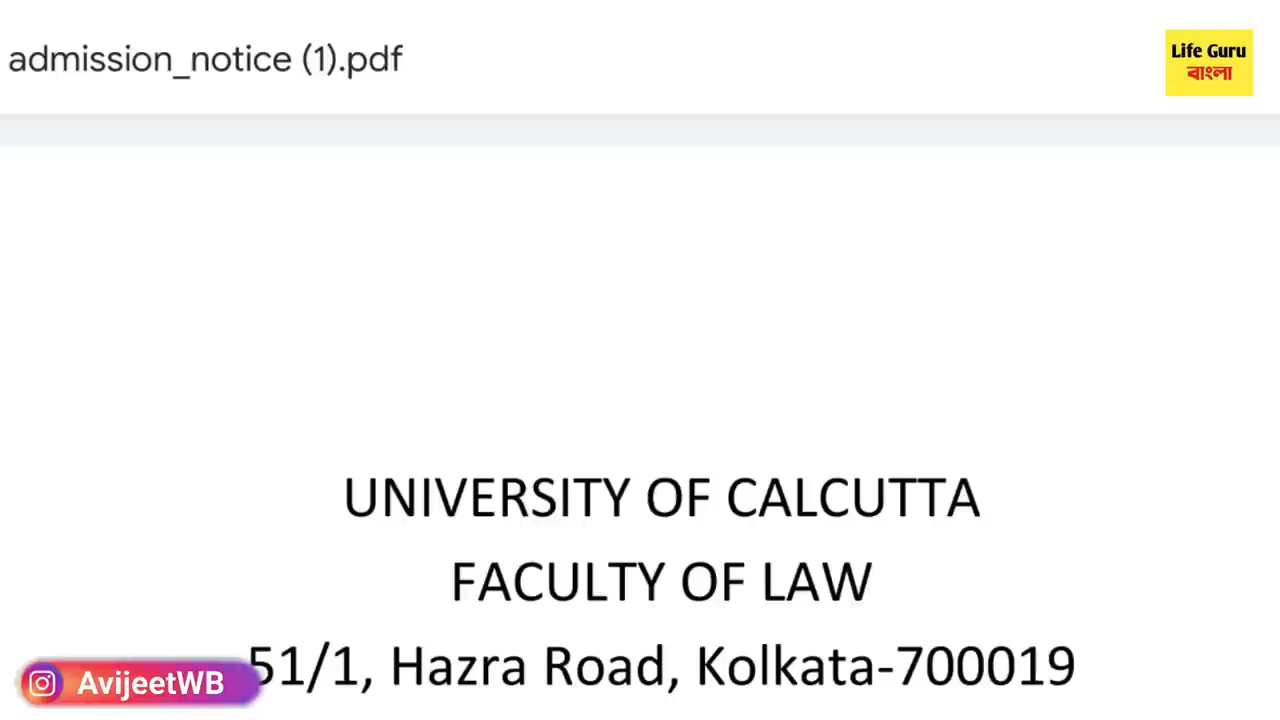 admission_notice (1).pdf
Life Guru
বাংলা
UNIVERSITY OF CALCUTTA
FACULTY OF LAW
51/1, Hazra Road, Kolkata-700019
AvijeetWB